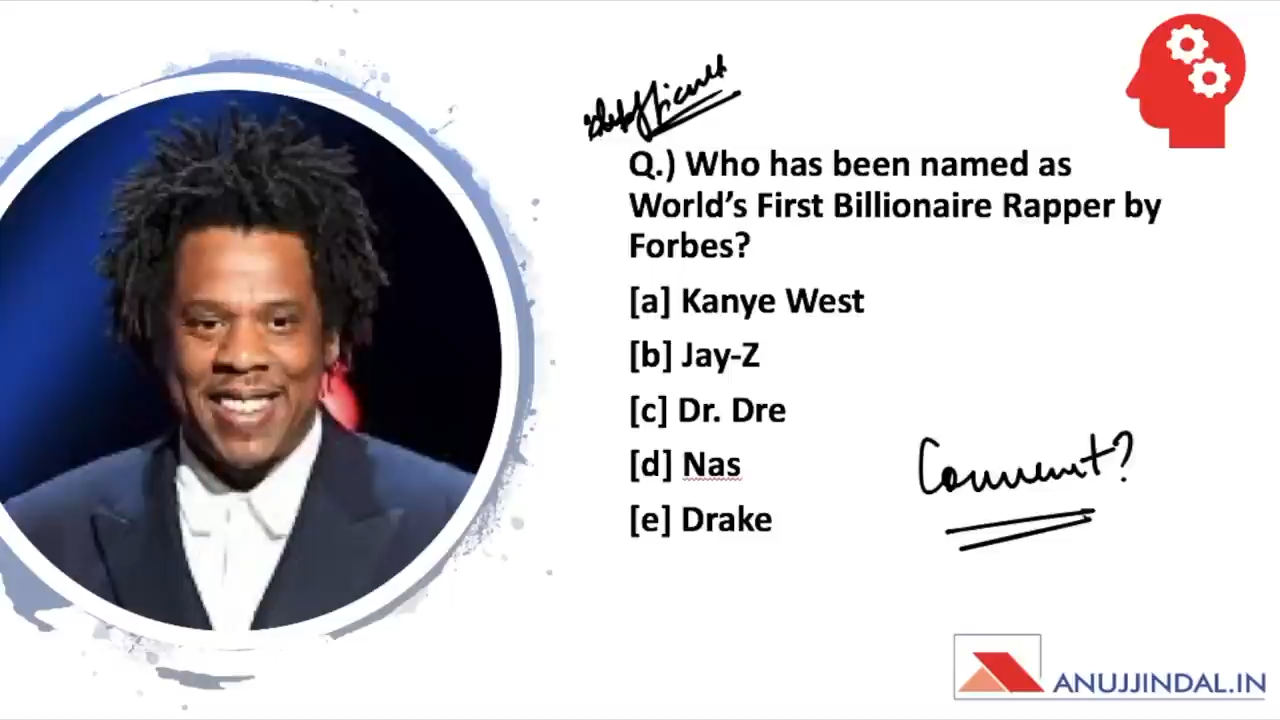 Q.) Who has been named as
World's First Billionaire Rapper by
Forbes?
[a] Kanye West
[b] Jay-Z
[c] Dr. Dre
[d] Nas
[e] Drake
Comment?
ANUJJINDAL.IN